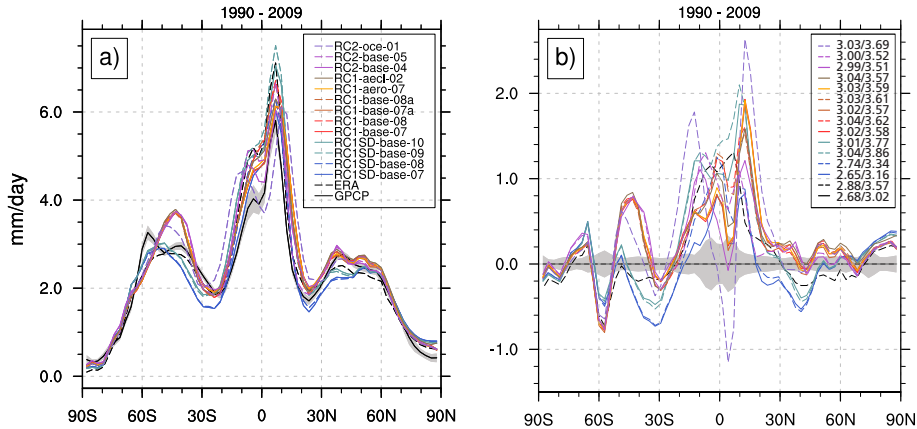 1990 - 2009
a)
RC2-oce-01
RC2-base-05
RC2-base-04
RC1-aecl-02
RC1-aero-07
RC1-base-08a
RC1-base-07a
RC1-base-08
RC1-base-07
RC1SD-base-10
RC1SD-base-09
RC1SD-base-08
RC1SD-base-07
ERA
GPCP
mm/day
6.0
4.0
2.0
0.0
90S 60S 30S 0 30N 60N 90N
1990 - 2009
b)
3.03/3.69
3.00/3.52
2.99/3.51
3.04/3.57
3.03/3.59
3.03/3.61
3.02/3.57
3.04/3.62
3.02/3.58
3.01/3.77
3.04/3.86
2.74/3.34
2.65/3.16
2.88/3.57
2.68/3.02
2.0
1.0
0.0
-1.0
90S 60S 30S 0 30N 60N 90N